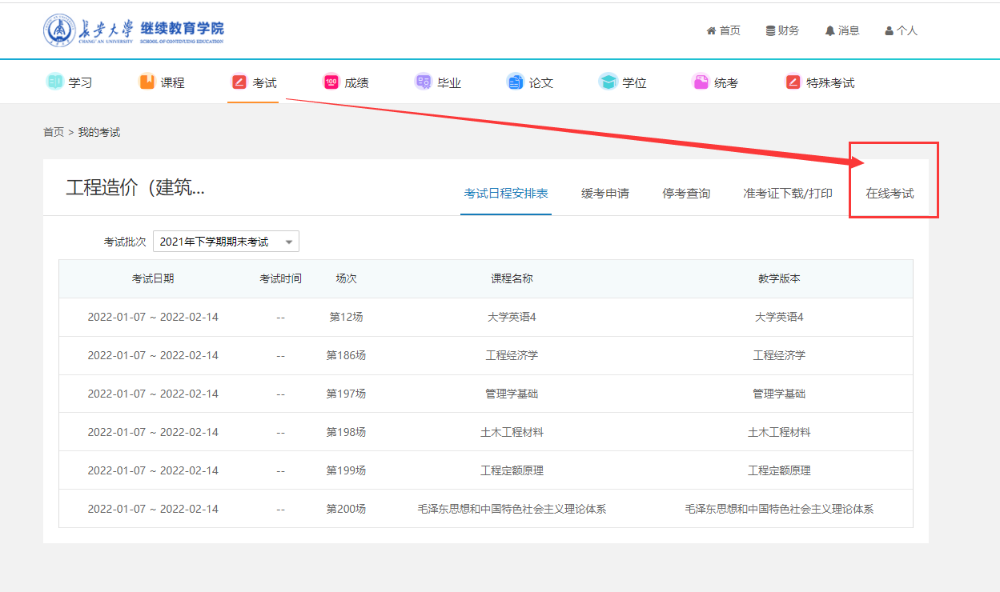 长安大学 继续教育学院
CHANG'AN UNIVERSITY SCHOOL OF CONTINUING EDUCATION
首页 财务 消息 个人
学习 课程 考试 100 成绩 毕业 论文 学位 统考 特殊考试
首页 > 我的考试
工程造价（建筑...
考试日程安排表 缓考申请 停考查询 准考证下载/打印 在线考试
考试批次 2021年下学期期末考试
考试日期 考试时间 场次 课程名称 教学版本
2022-01-07 ~ 2022-02-14 -- 第12场 大学英语4 大学英语4
2022-01-07 ~ 2022-02-14 -- 第186场 工程经济学 工程经济学
2022-01-07 ~ 2022-02-14 -- 第197场 管理学基础 管理学基础
2022-01-07 ~ 2022-02-14 -- 第198场 土木工程材料 土木工程材料
2022-01-07 ~ 2022-02-14 -- 第199场 工程定额原理 工程定额原理
2022-01-07 ~ 2022-02-14 -- 第200场 毛泽东思想和中国特色社会主义理论体系 毛泽东思想和中国特色社会主义理论体系